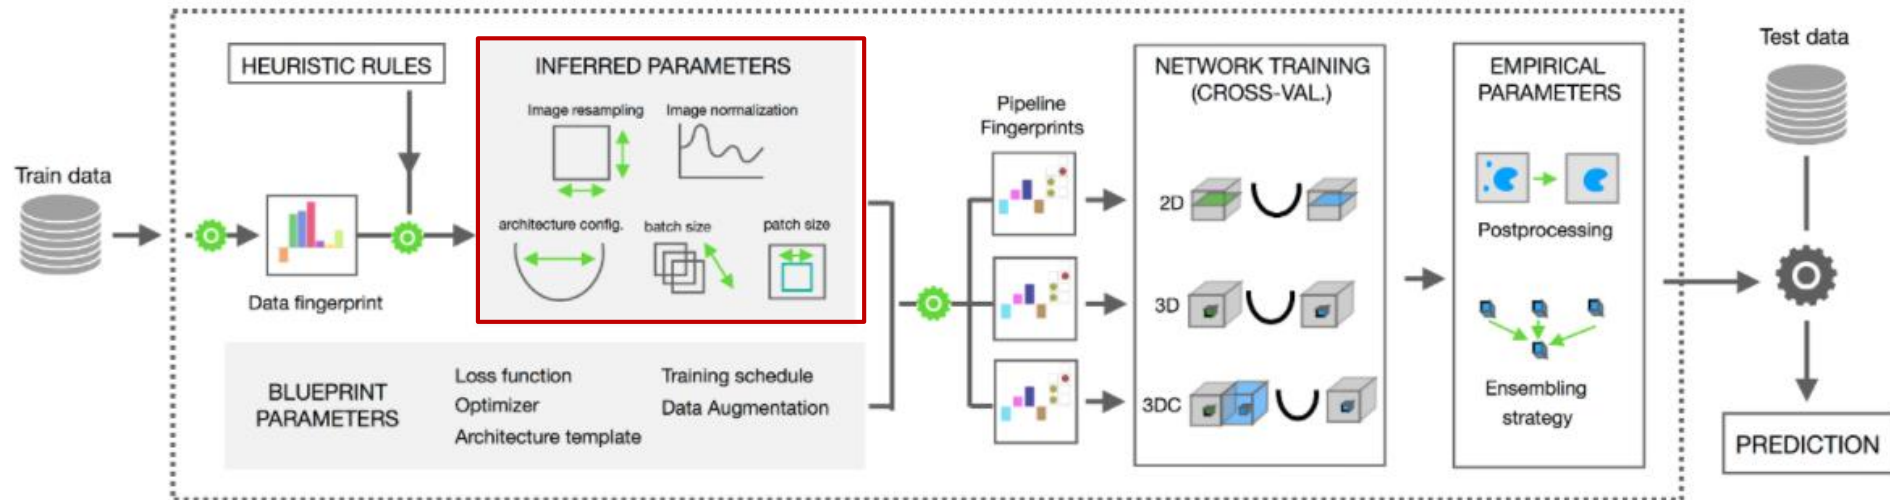 Train data
HEURISTIC RULES
Data fingerprint
INFERRED PARAMETERS
Image resampling
Image normalization
architecture config.
batch size
patch size
BLUEPRINT
PARAMETERS
Loss function
Optimizer
Architecture template
Training schedule
Data Augmentation
Pipeline
Fingerprints
NETWORK TRAINING
(CROSS-VAL.)
2D
3D
3DC
EMPIRICAL
PARAMETERS
Postprocessing
Ensembling
strategy
Test data
PREDICTION